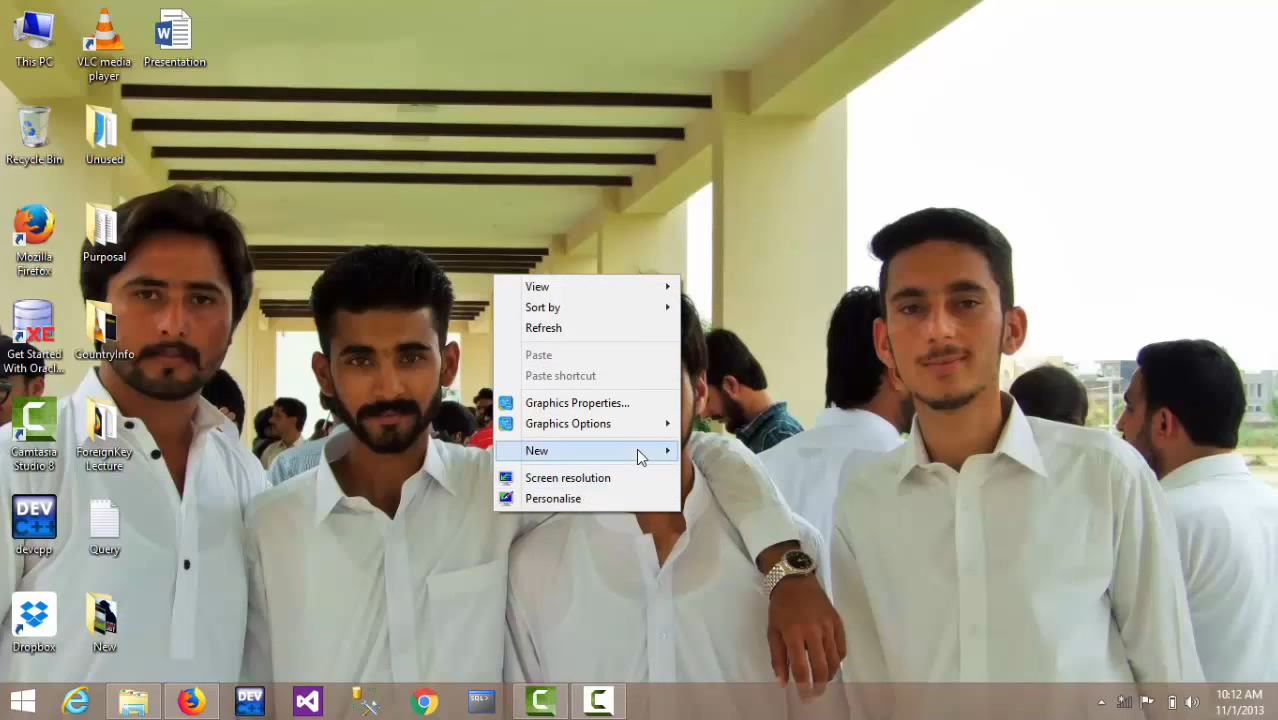 This PC
VLC media
player
Presentation
Recycle Bin
Unused
Mozilla
Firefox
Purposal
XE
Get Started
With Oracl...
CountryInfo
Camtasia
Studio 8
ForeignKey
Lecture
DEV
devcpp
Query
Dropbox
New
View
Sort by
Refresh
Paste
Paste shortcut
Graphics Properties...
Graphics Options
New
Screen resolution
Personalise
DEV
SQL>
10:12 AM
11/1/2013